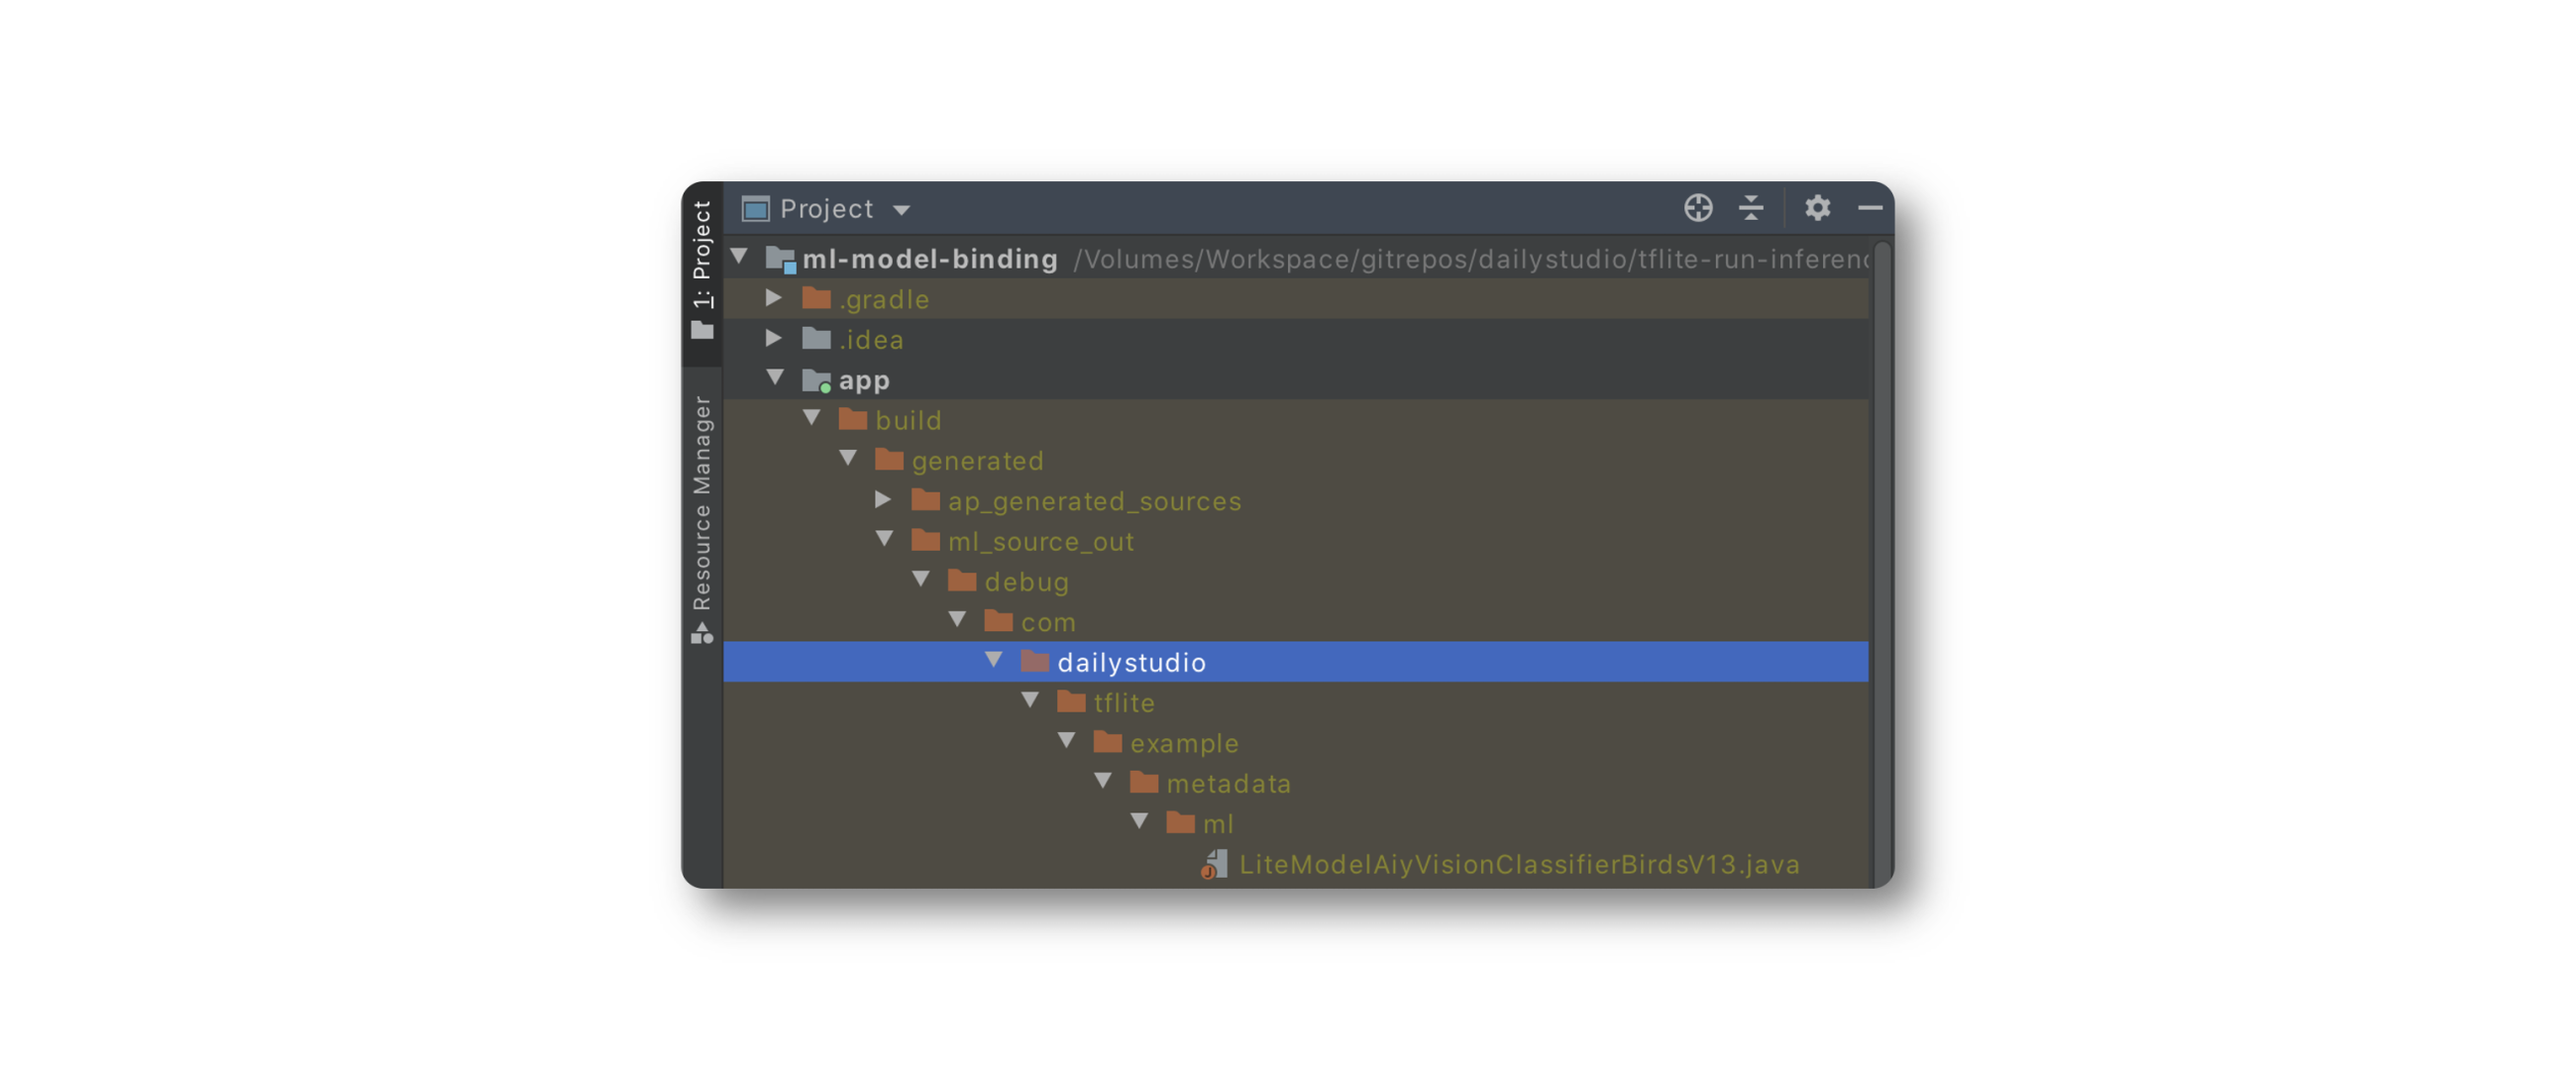 Project
1: Project
Resource Manager
ml-model-binding /Volumes/Workspace/gitrepos/dailystudio/tflite-run-inferenc
.gradle
.idea
app
build
generated
ap_generated_sources
ml_source_out
debug
com
dailystudio
tflite
example
metadata
ml
LiteModelAiyVisionClassifierBirdsV13.java